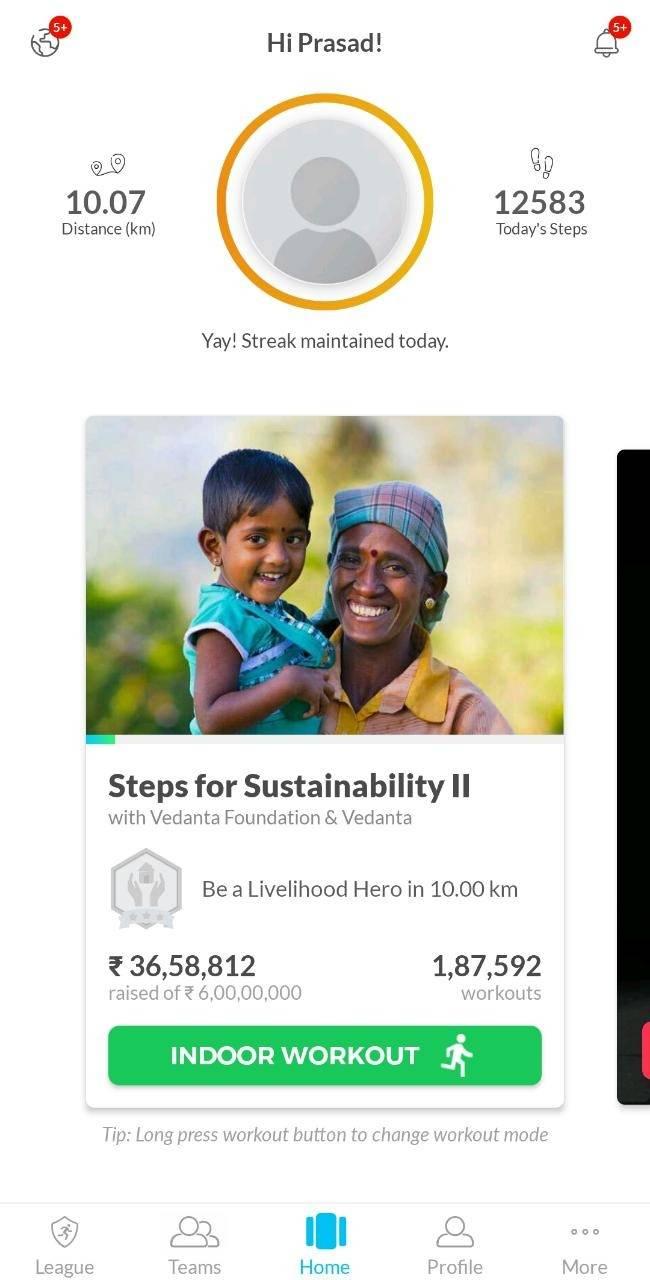 5+
Hi Prasad!
5+
10.07
Distance (km)
12583
Today's Steps
Yay! Streak maintained today.
Steps for Sustainability II
with Vedanta Foundation & Vedanta
Be a Livelihood Hero in 10.00 km
₹ 36,58,812
raised of ₹ 6,00,00,000
1,87,592
workouts
INDOOR WORKOUT
Tip: Long press workout button to change workout mode
League
Teams
Home
Profile
More